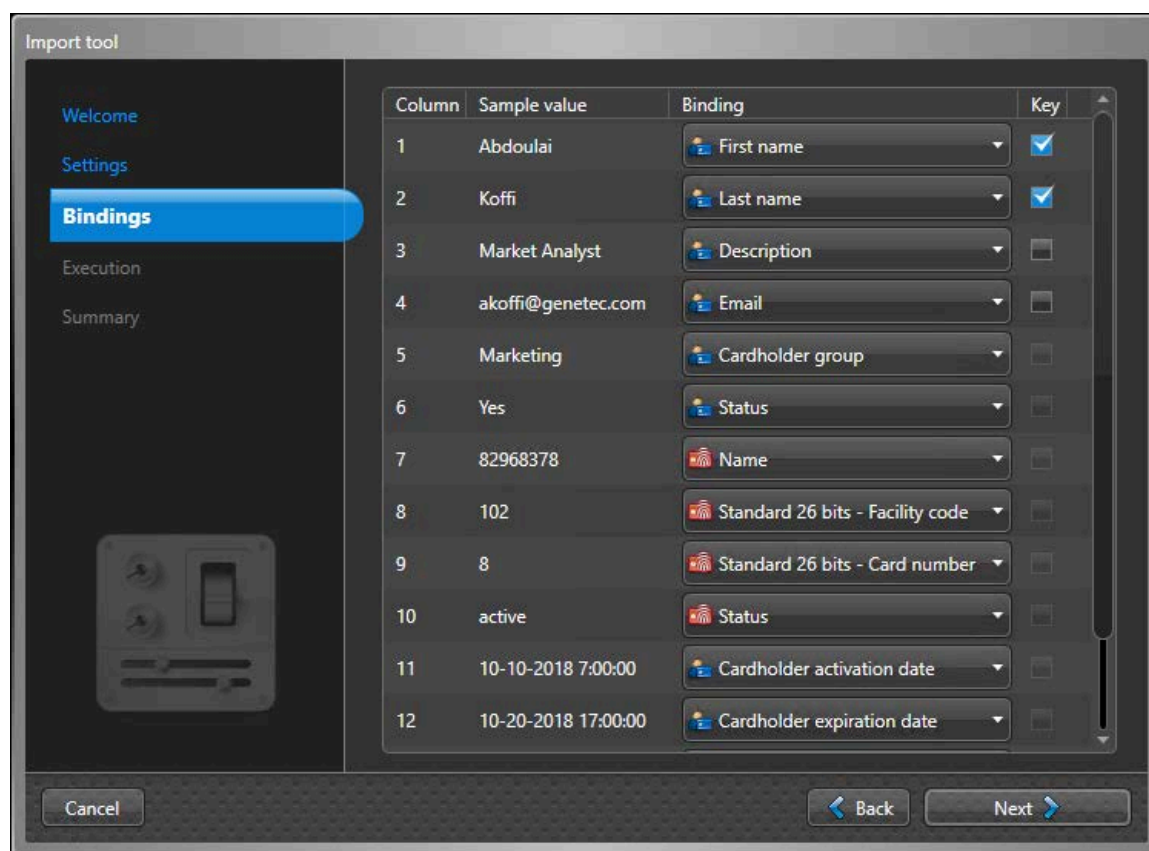 Import tool
Welcome
Settings
Bindings
Execution
Summary
Column Sample value Binding Key
1 Abdoulai First name
2 Koffi Last name
3 Market Analyst Description
4 akoffi@genetec.com Email
5 Marketing Cardholder group
6 Yes Status
7 82968378 Name
8 102 Standard 26 bits - Facility code
9 8 Standard 26 bits - Card number
10 active Status
11 10-10-2018 7:00:00 Cardholder activation date
12 10-20-2018 17:00:00 Cardholder expiration date
Cancel Back Next